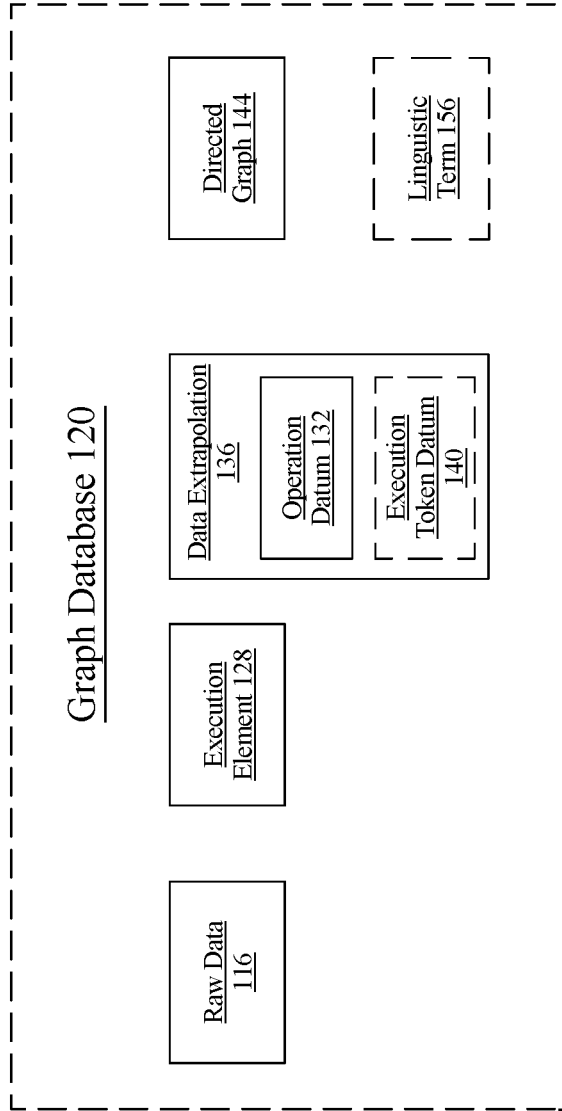 Graph Database 120
Raw Data
116
Execution
Element 128
Data Extrapolation
136
Operation
Datum 132
Execution
Token Datum
140
Directed
Graph 144
Linguistic
Term 156